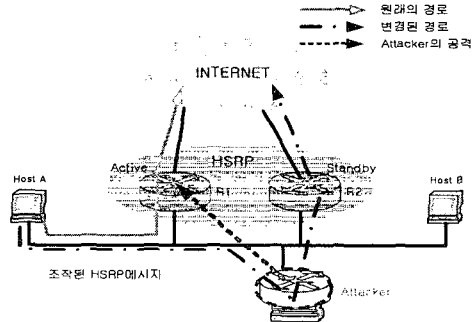 원래의 경로
변경된 경로
Attacker의 공격
INTERNET
HSRP
Active
Standby
R1
R2
Host A
Host B
조작된 HSRP메시지
Attacker